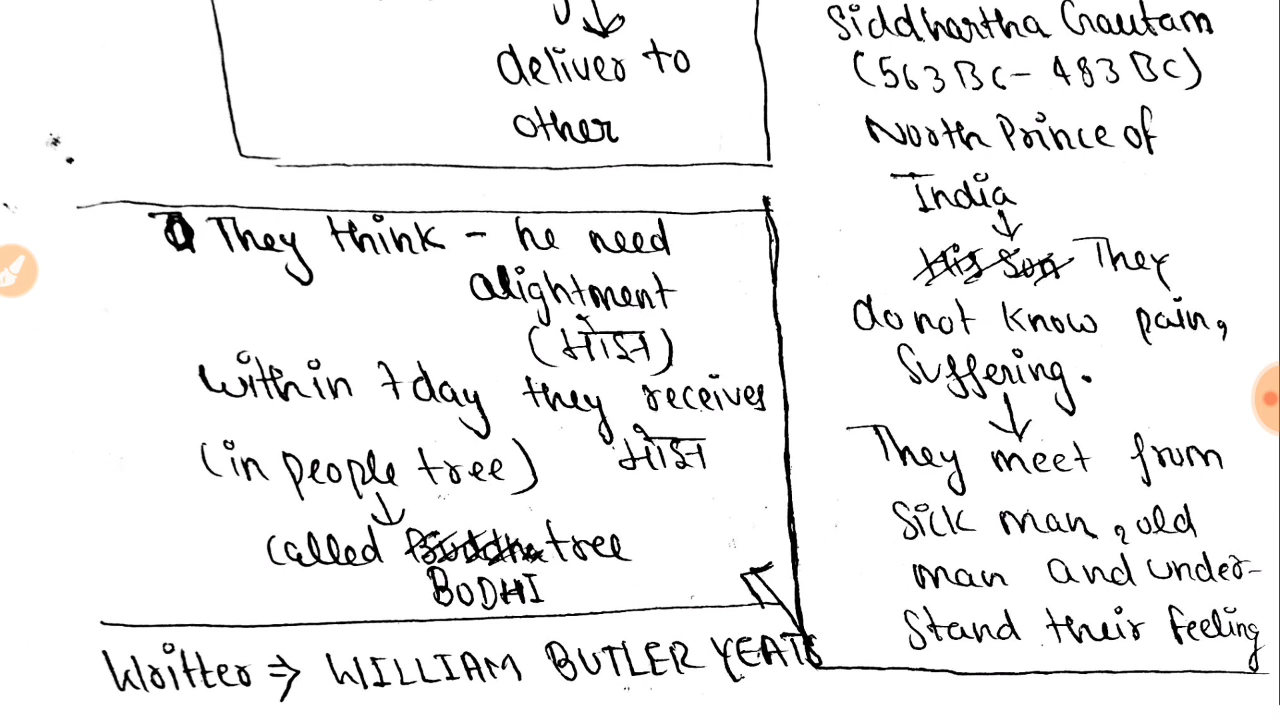 deliver to
other
They think - he need
alightment
(मोक्ष)
within 7 day they receives
(in people tree) मोक्ष
called tree
BODHI
Writter ⇒ WILLIAM BUTLER YEATS
Siddhartha Gautam
(563 BC - 483 BC)
North Prince of
India
His Son They
do not know pain,
Suffering.
They meet from
Sick man, old
man and under-
Stand their feeling